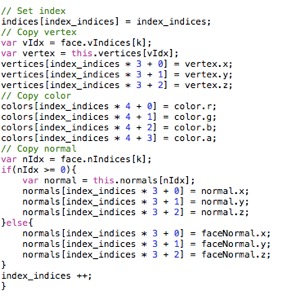 // Set index
indices[index_indices] = index_indices;
// Copy vertex
var vIdx = face.vIndices[k];
var vertex = this.vertices[vIdx];
vertices[index_indices * 3 + 0] = vertex.x;
vertices[index_indices * 3 + 1] = vertex.y;
vertices[index_indices * 3 + 2] = vertex.z;
// Copy color
colors[index_indices * 4 + 0] = color.r;
colors[index_indices * 4 + 1] = color.g;
colors[index_indices * 4 + 2] = color.b;
colors[index_indices * 4 + 3] = color.a;
// Copy normal
var nIdx = face.nIndices[k];
if(nIdx >= 0){
    var normal = this.normals[nIdx];
    normals[index_indices * 3 + 0] = normal.x;
    normals[index_indices * 3 + 1] = normal.y;
    normals[index_indices * 3 + 2] = normal.z;
}else{
    normals[index_indices * 3 + 0] = faceNormal.x;
    normals[index_indices * 3 + 1] = faceNormal.y;
    normals[index_indices * 3 + 2] = faceNormal.z;
}
index_indices ++;
}